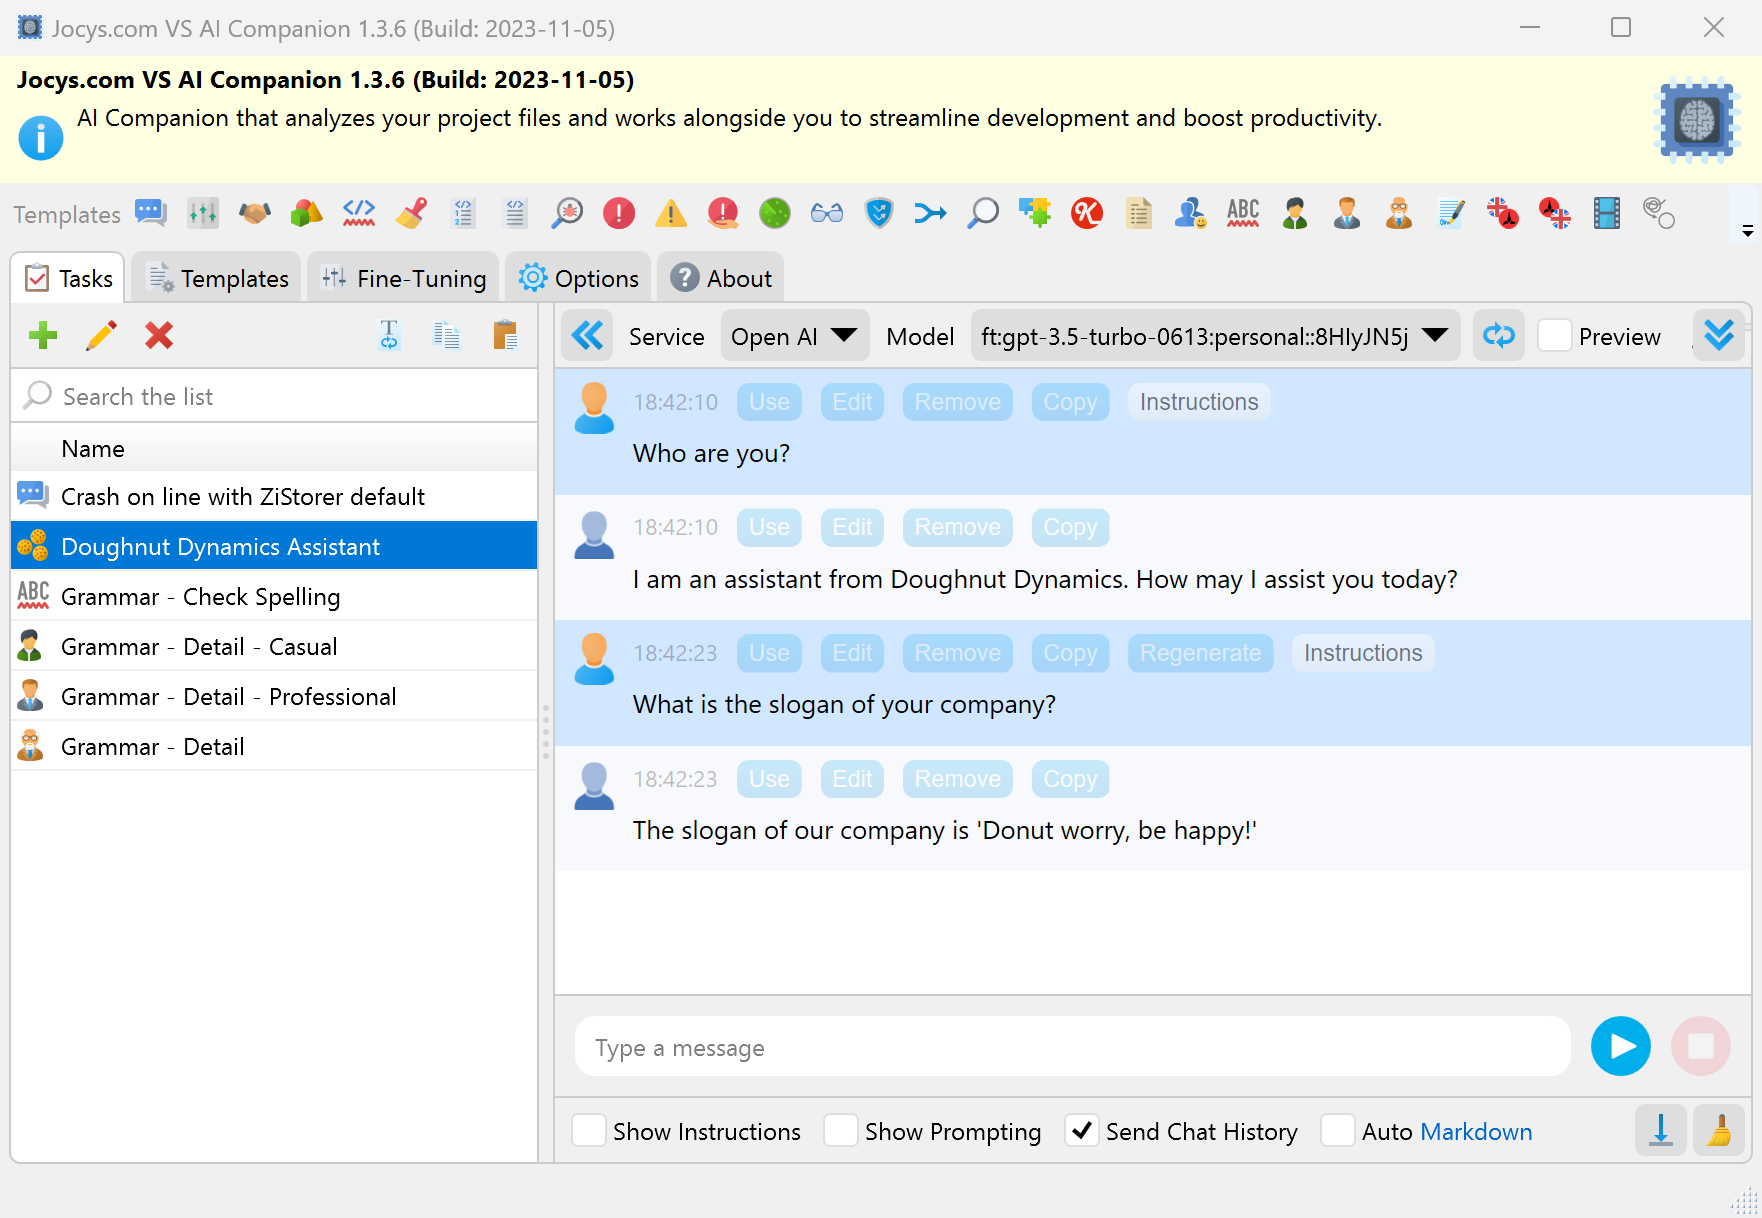 Jocys.com VS AI Companion 1.3.6 (Build: 2023-11-05)
Jocys.com VS AI Companion 1.3.6 (Build: 2023-11-05)
AI Companion that analyzes your project files and works alongside you to streamline development and boost productivity.
Templates
Tasks Templates Fine-Tuning Options About
Service Open AI Model ft:gpt-3.5-turbo-0613:personal::8HIyJN5j Preview
Search the list
Name
Crash on line with ZiStorer default
Doughnut Dynamics Assistant
ABC Grammar - Check Spelling
Grammar - Detail - Casual
Grammar - Detail - Professional
Grammar - Detail
18:42:10 Use Edit Remove Copy Instructions
Who are you?
18:42:10 Use Edit Remove Copy
I am an assistant from Doughnut Dynamics. How may I assist you today?
18:42:23 Use Edit Remove Copy Regenerate Instructions
What is the slogan of your company?
18:42:23 Use Edit Remove Copy
The slogan of our company is 'Donut worry, be happy!'
Type a message
Show Instructions Show Prompting Send Chat History Auto Markdown